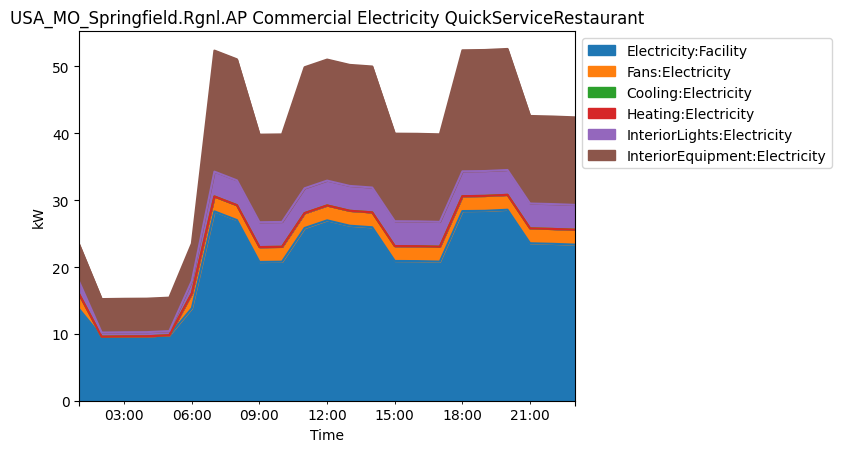 USA_MO_Springfield.Rgnl.AP Commercial Electricity QuickServiceRestaurant
50
40
30
20
10
0
kW
03:00 06:00 09:00 12:00 15:00 18:00 21:00
Time
Electricity:Facility
Fans:Electricity
Cooling:Electricity
Heating:Electricity
InteriorLights:Electricity
InteriorEquipment:Electricity